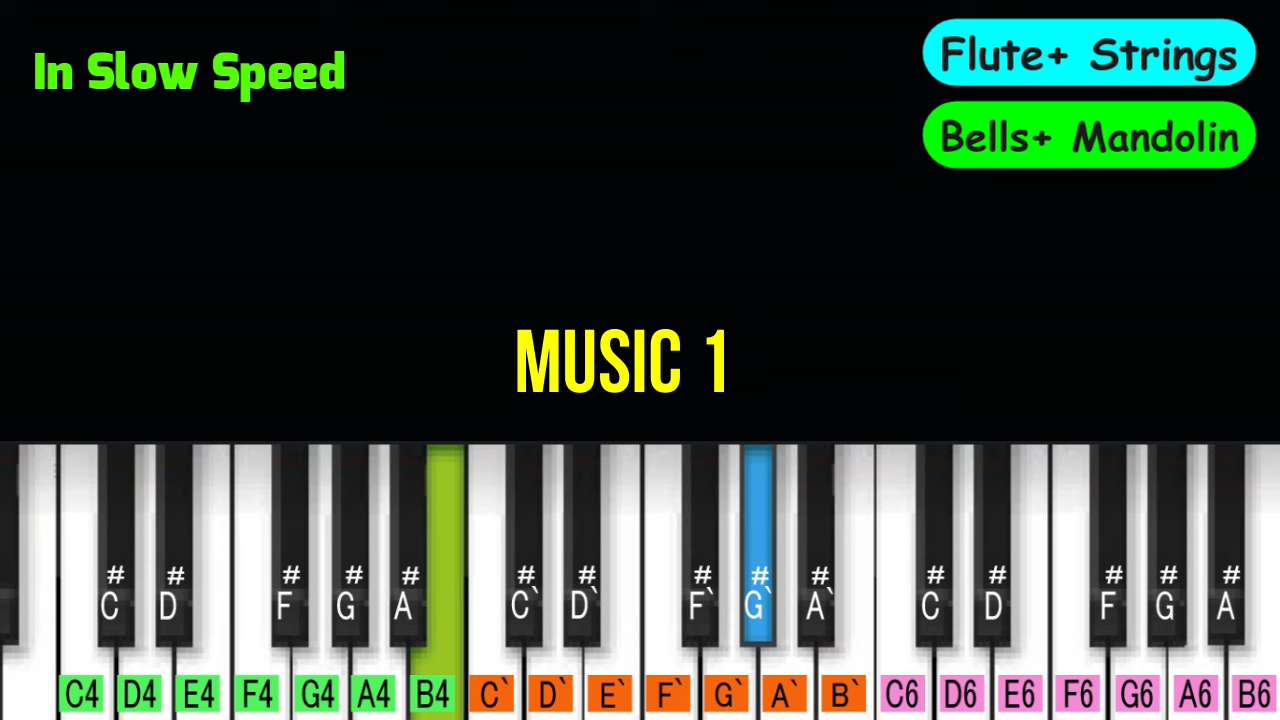 In Slow Speed
Flute+ Strings
Bells+ Mandolin
MUSIC 1
# # # # # # # # # # # # # # #
C D F G A C` D` F` G` A` C D F G A
C4 D4 E4 F4 G4 A4 B4 C` D` E` F` G` A` B` C6 D6 E6 F6 G6 A6 B6